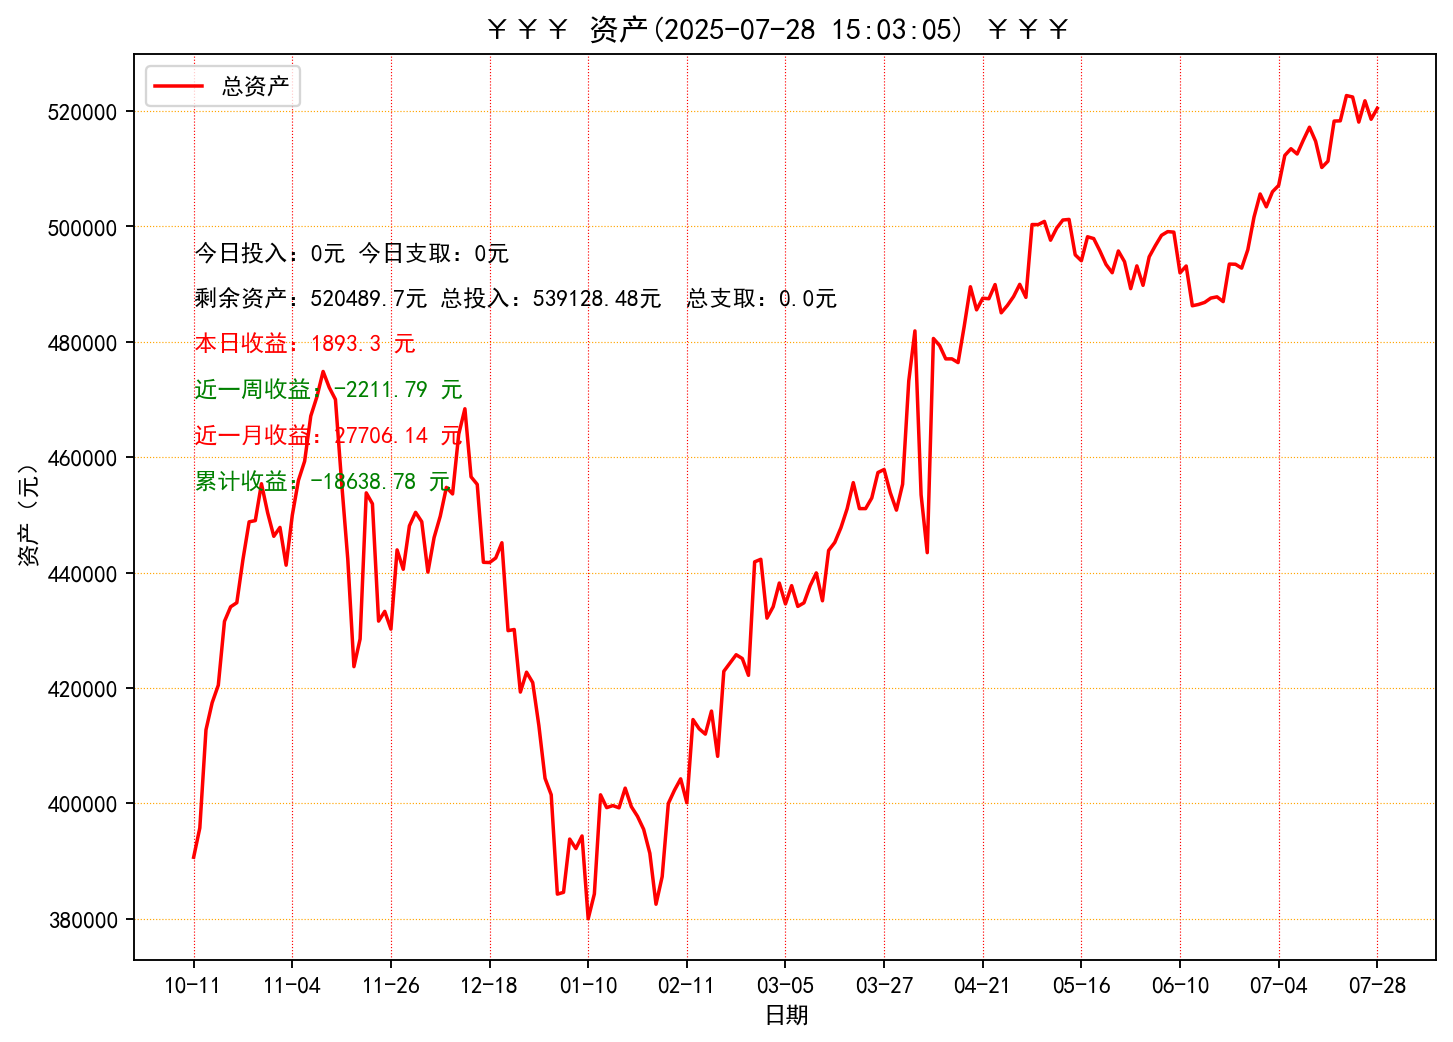 ￥￥￥ 资产(2025-07-28 15:03:05) ￥￥￥
总资产
520000
500000
480000
460000
440000
420000
400000
380000
资产（元）
今日投入：0元 今日支取：0元
剩余资产：520489.7元 总投入：539128.48元  总支取：0.0元
本日收益：1893.3 元
近一周收益：-2211.79 元
近一月收益：27706.14 元
累计收益：-18638.78 元
10-11 11-04 11-26 12-18 01-10 02-11 03-05 03-27 04-21 05-16 06-10 07-04 07-28
日期